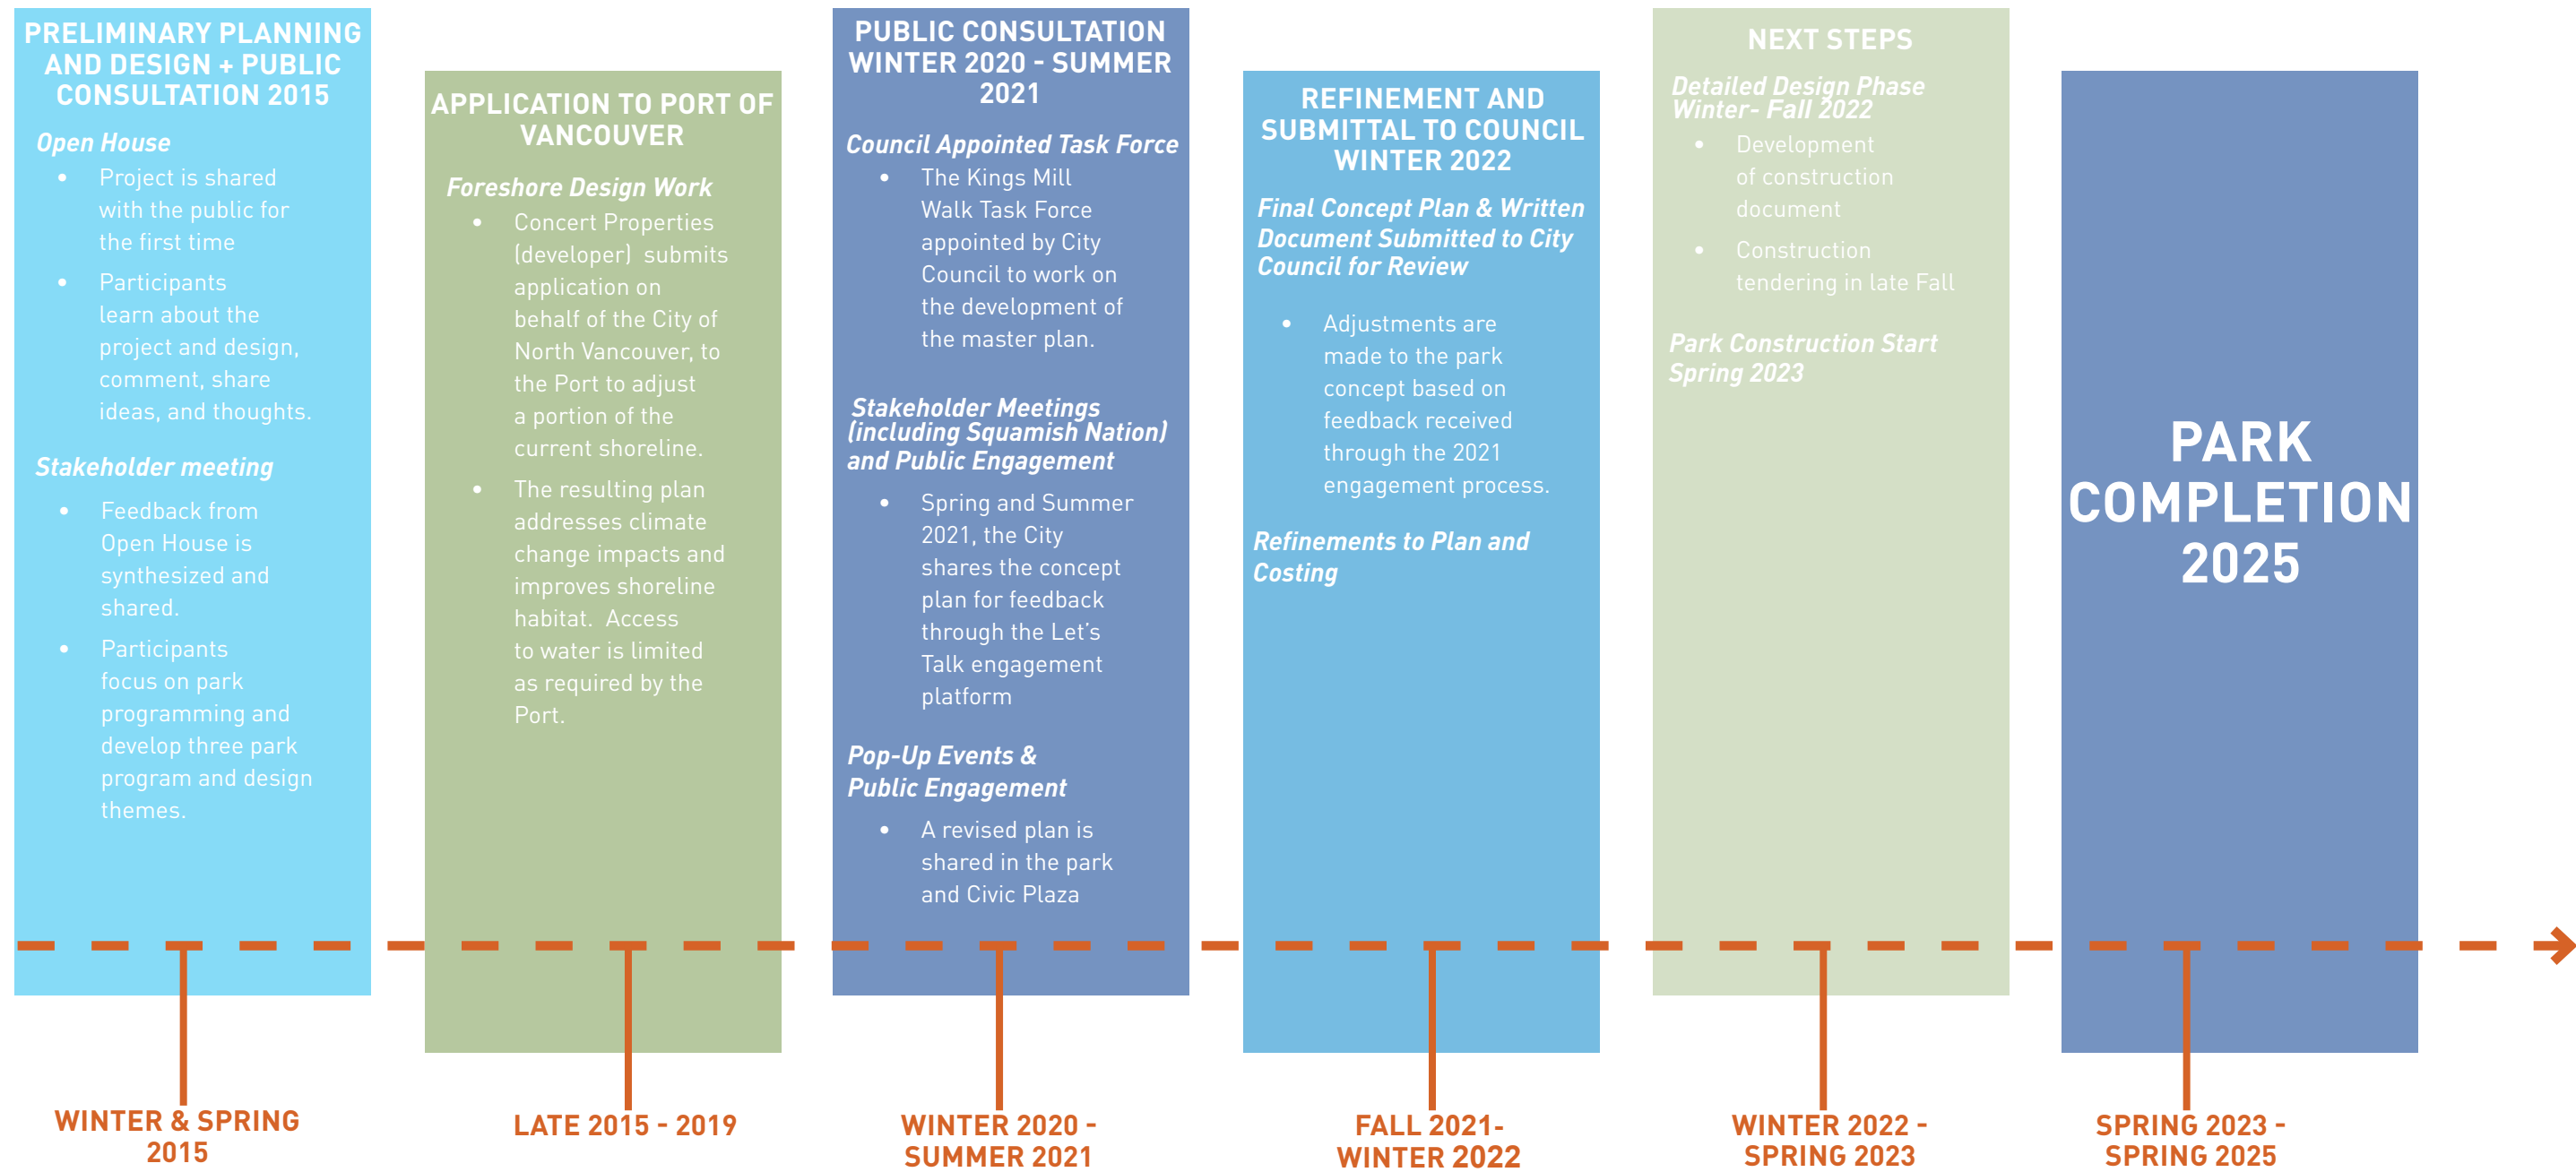 PRELIMINARY PLANNING
AND DESIGN + PUBLIC
CONSULTATION 2015
Open House
• Project is shared
with the public for
the first time
• Participants
learn about the
project and design,
comment, share
ideas, and thoughts.
Stakeholder meeting
• Feedback from
Open House is
synthesized and
shared.
• Participants
focus on park
programming and
develop three park
program and design
themes.
WINTER & SPRING
2015
APPLICATION TO PORT OF
VANCOUVER
Foreshore Design Work
• Concert Properties
(developer) submits
application on
behalf of the City of
North Vancouver, to
the Port to adjust
a portion of the
current shoreline.
• The resulting plan
addresses climate
change impacts and
improves shoreline
habitat. Access
to water is limited
as required by the
Port.
LATE 2015 - 2019
PUBLIC CONSULTATION
WINTER 2020 - SUMMER
2021
Council Appointed Task Force
• The Kings Mill
Walk Task Force
appointed by City
Council to work on
the development of
the master plan.
Stakeholder Meetings
(including Squamish Nation)
and Public Engagement
• Spring and Summer
2021, the City
shares the concept
plan for feedback
through the Let's
Talk engagement
platform
Pop-Up Events &
Public Engagement
• A revised plan is
shared in the park
and Civic Plaza
WINTER 2020 -
SUMMER 2021
REFINEMENT AND
SUBMITTAL TO COUNCIL
WINTER 2022
Final Concept Plan & Written
Document Submitted to City
Council for Review
• Adjustments are
made to the park
concept based on
feedback received
through the 2021
engagement process.
Refinements to Plan and
Costing
FALL 2021-
WINTER 2022
NEXT STEPS
Detailed Design Phase
Winter- Fall 2022
• Development
of construction
document
• Construction
tendering in late Fall
Park Construction Start
Spring 2023
WINTER 2022 -
SPRING 2023
PARK
COMPLETION
2025
SPRING 2023 -
SPRING 2025